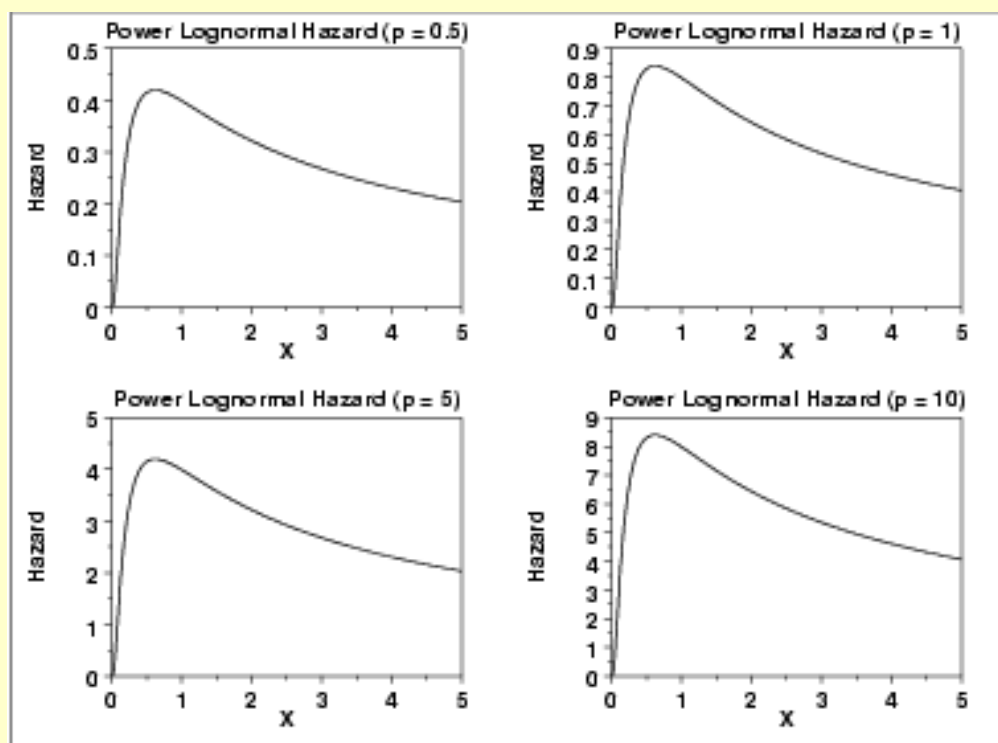 Power Lognormal Hazard (p = 0.5)
0.5
0.4
0.3
0.2
0.1
0
Hazard
0 1 2 3 4 5
X
Power Lognormal Hazard (p = 1)
0.9
0.8
0.7
0.6
0.5
0.4
0.3
0.2
0.1
0
Hazard
0 1 2 3 4 5
X
Power Lognormal Hazard (p = 5)
5
4
3
2
1
0
Hazard
0 1 2 3 4 5
X
Power Lognormal Hazard (p = 10)
9
8
7
6
5
4
3
2
1
0
Hazard
0 1 2 3 4 5
X